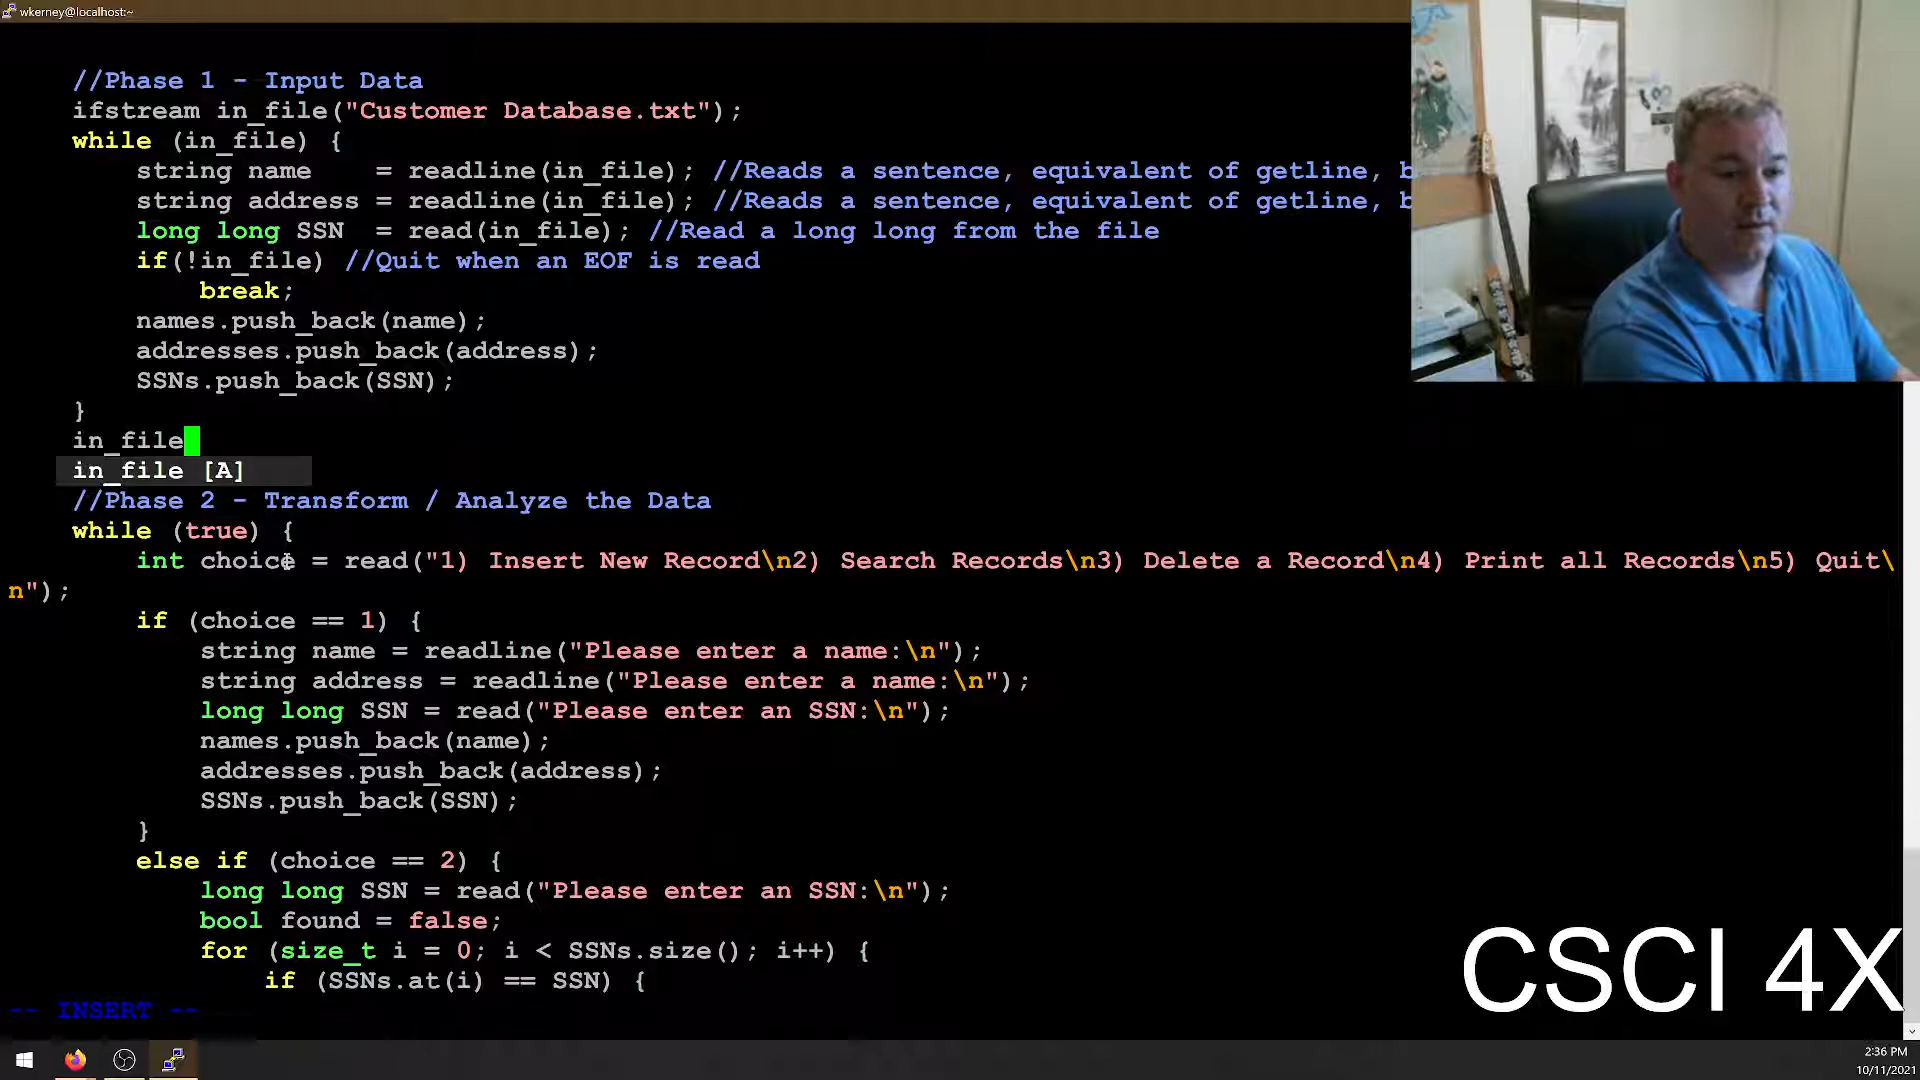 wkerney@localhost:~
//Phase 1 - Input Data
ifstream in_file("Customer Database.txt");
while (in_file) {
string name    = readline(in_file); //Reads a sentence, equivalent of getline, b
string address = readline(in_file); //Reads a sentence, equivalent of getline, b
long long SSN  = read(in_file); //Read a long long from the file
if(!in_file) //Quit when an EOF is read
break;
names.push_back(name);
addresses.push_back(address);
SSNs.push_back(SSN);
}
in_file
in_file [A]
//Phase 2 - Transform / Analyze the Data
while (true) {
int choice = read("1) Insert New Record\n2) Search Records\n3) Delete a Record\n4) Print all Records\n5) Quit\
n");
if (choice == 1) {
string name = readline("Please enter a name:\n");
string address = readline("Please enter a name:\n");
long long SSN = read("Please enter an SSN:\n");
names.push_back(name);
addresses.push_back(address);
SSNs.push_back(SSN);
}
else if (choice == 2) {
long long SSN = read("Please enter an SSN:\n");
bool found = false;
for (size_t i = 0; i < SSNs.size(); i++) {
if (SSNs.at(i) == SSN) {
-- INSERT --
CSCI 4X
2:36 PM
10/11/2021